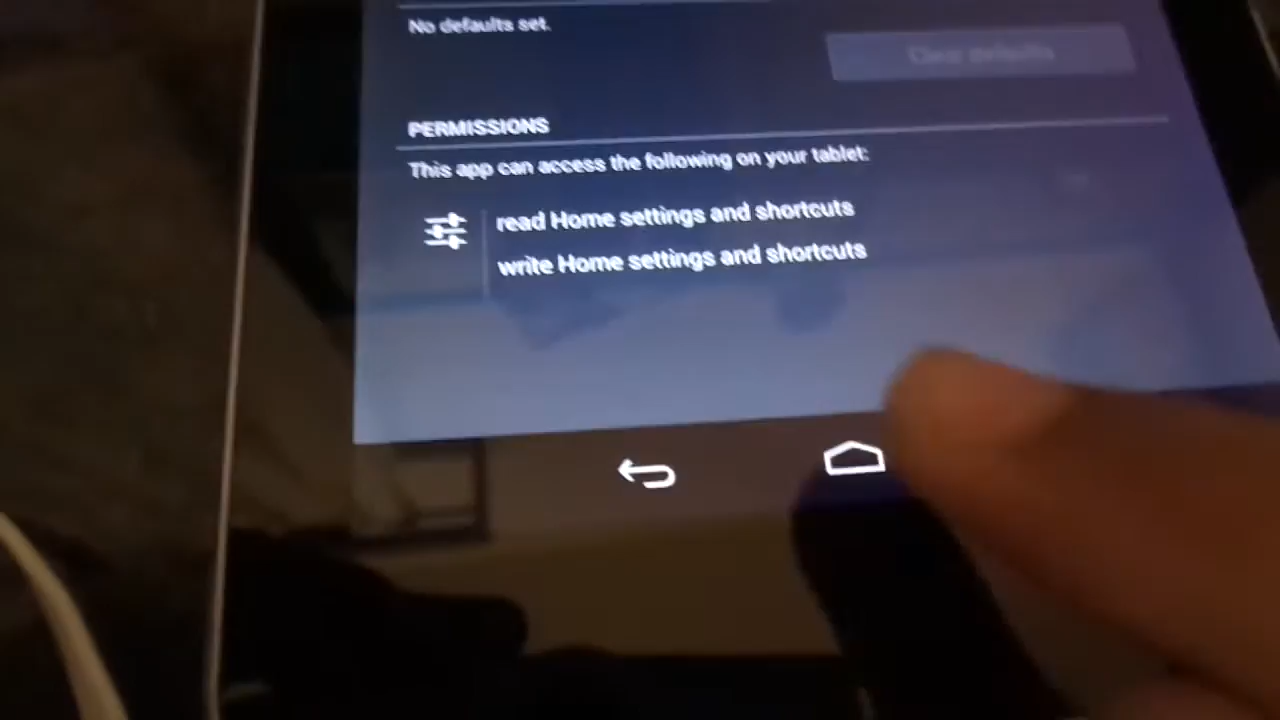 No defaults set.
Clear defaults
PERMISSIONS
This app can access the following on your tablet:
read Home settings and shortcuts
write Home settings and shortcuts